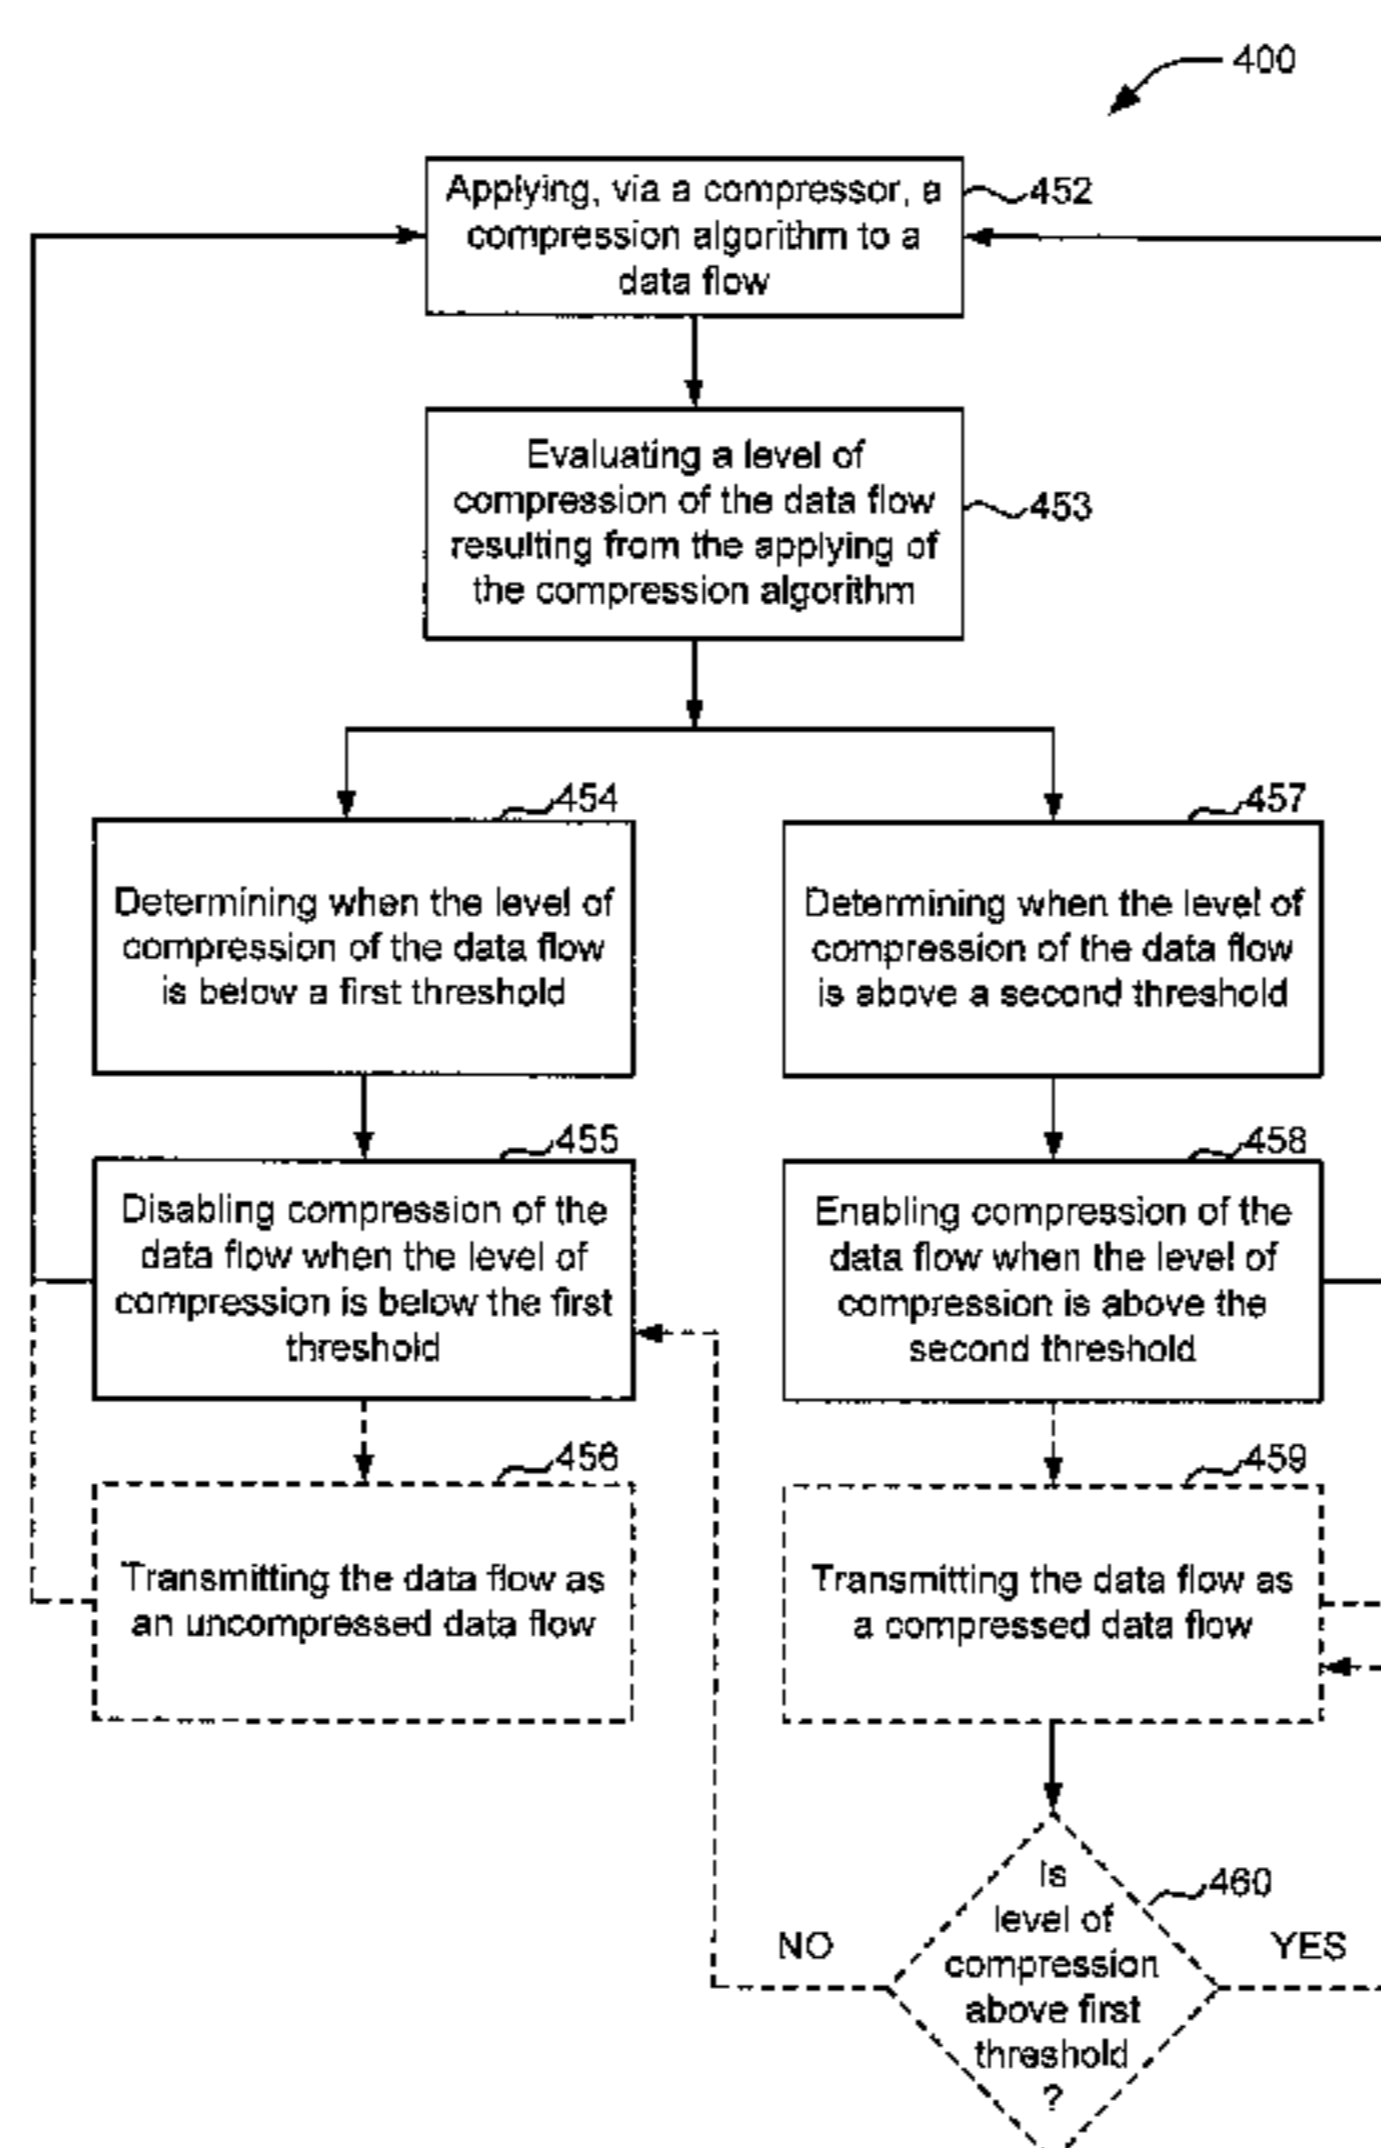 400
Applying, via a compressor, a
compression algorithm to a
data flow
452
Evaluating a level of
compression of the data flow
resulting from the applying of
the compression algorithm
453
454
Determining when the level of
compression of the data flow
is below a first threshold
457
Determining when the level of
compression of the data flow
is above a second threshold
455
Disabling compression of the
data flow when the level of
compression is below the first
threshold
458
Enabling compression of the
data flow when the level of
compression is above the
second threshold
456
Transmitting the data flow as
an uncompressed data flow
459
Transmitting the data flow as
a compressed data flow
460
Is
level of
compression
above first
threshold
?
NO
YES